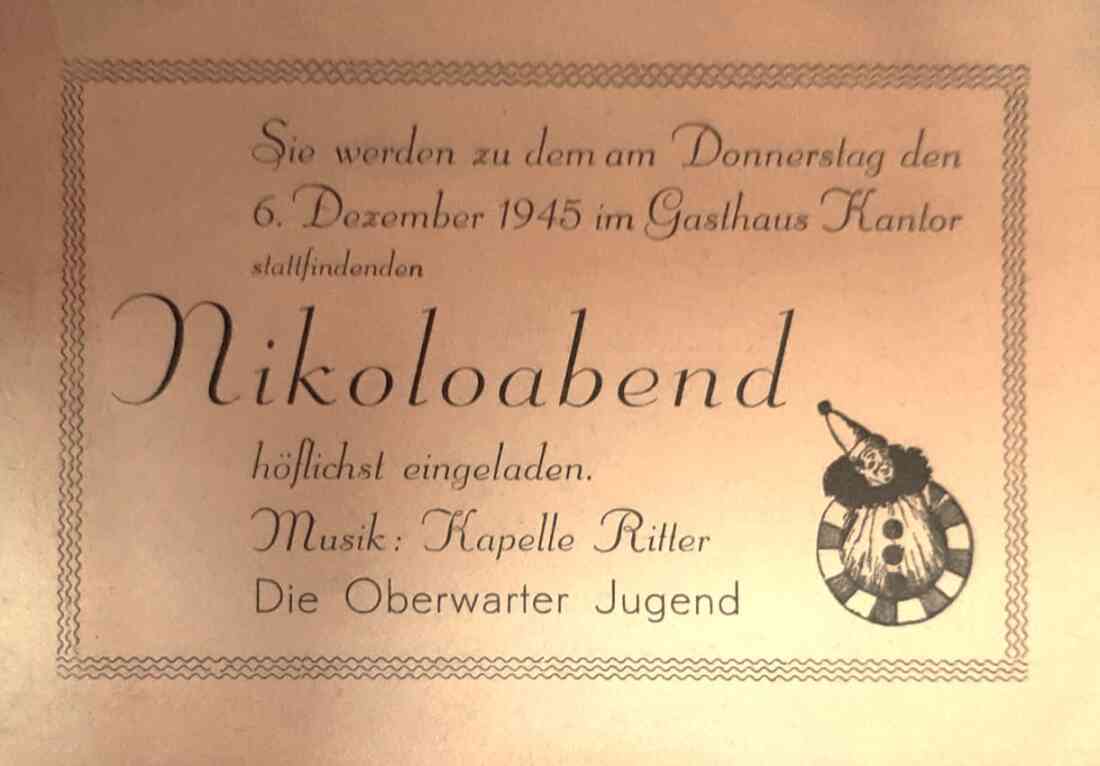 Sie werden zu dem am Donnerstag den
6. Dezember 1945 im Gasthaus Kantor
stattfindenden
Nikoloabend
höflichst eingeladen.
Musik: Kapelle Ritter
Die Oberwarter Jugend